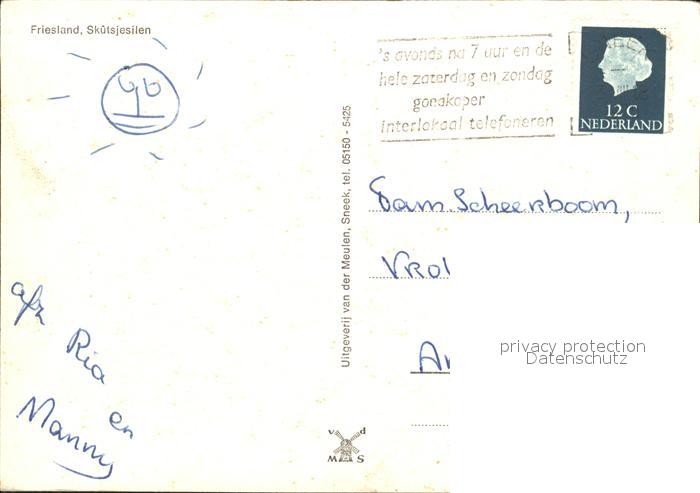 Friesland, Skûtsjesilen
's avonds na 7 uur en de
hele zaterdag en zondag
goedkoper
interlokaal telefoneren
12 C
NEDERLAND
Fam Scheerboom,
VROL
Uitgeverij van der Meulen, Sneek, tel. 05150 - 5425
afz
Ria
en
Manny
privacy protection
Datenschutz
v d
M S